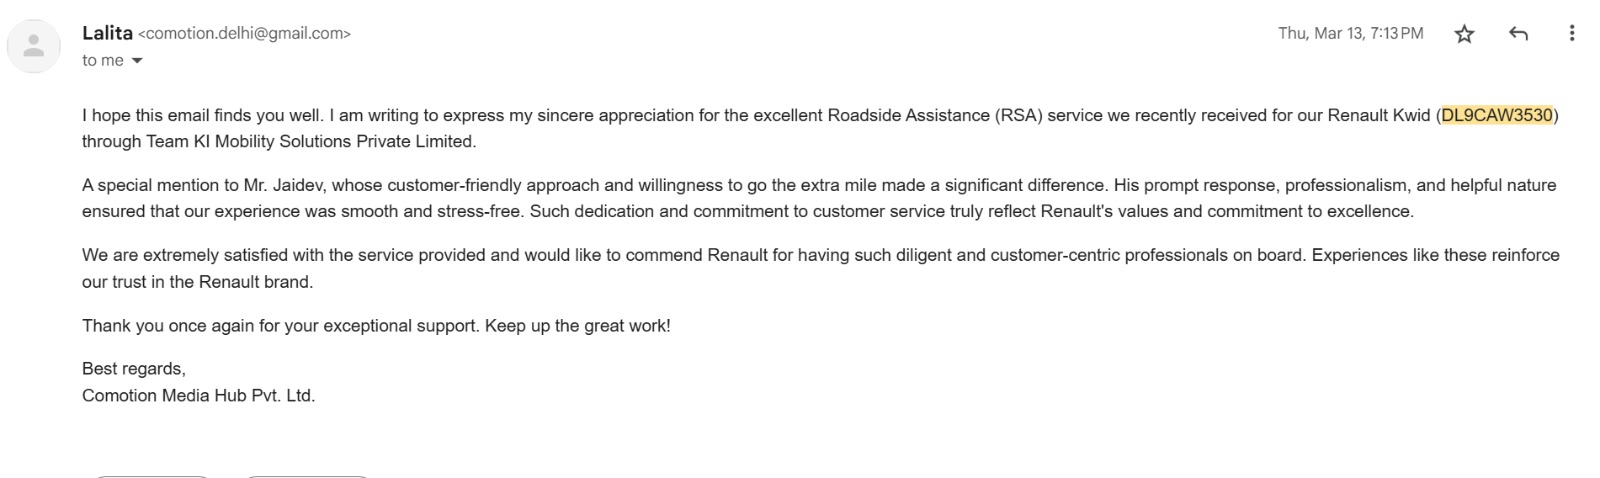 Lalita <comotion.delhi@gmail.com>
Thu, Mar 13, 7:13 PM
to me
I hope this email finds you well. I am writing to express my sincere appreciation for the excellent Roadside Assistance (RSA) service we recently received for our Renault Kwid (DL9CAW3530)
through Team KI Mobility Solutions Private Limited.
A special mention to Mr. Jaidev, whose customer-friendly approach and willingness to go the extra mile made a significant difference. His prompt response, professionalism, and helpful nature
ensured that our experience was smooth and stress-free. Such dedication and commitment to customer service truly reflect Renault's values and commitment to excellence.
We are extremely satisfied with the service provided and would like to commend Renault for having such diligent and customer-centric professionals on board. Experiences like these reinforce
our trust in the Renault brand.
Thank you once again for your exceptional support. Keep up the great work!
Best regards,
Comotion Media Hub Pvt. Ltd.